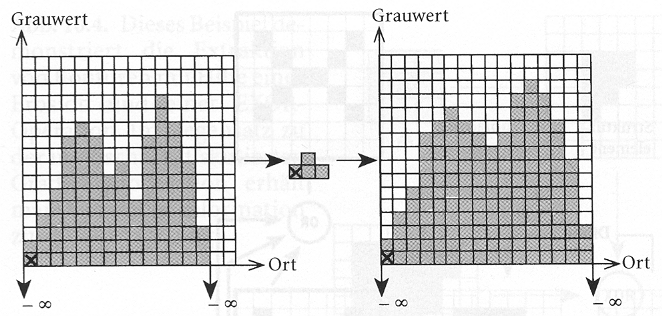 Grauwert
Ort
– ∞
– ∞
Grauwert
Ort
– ∞
– ∞